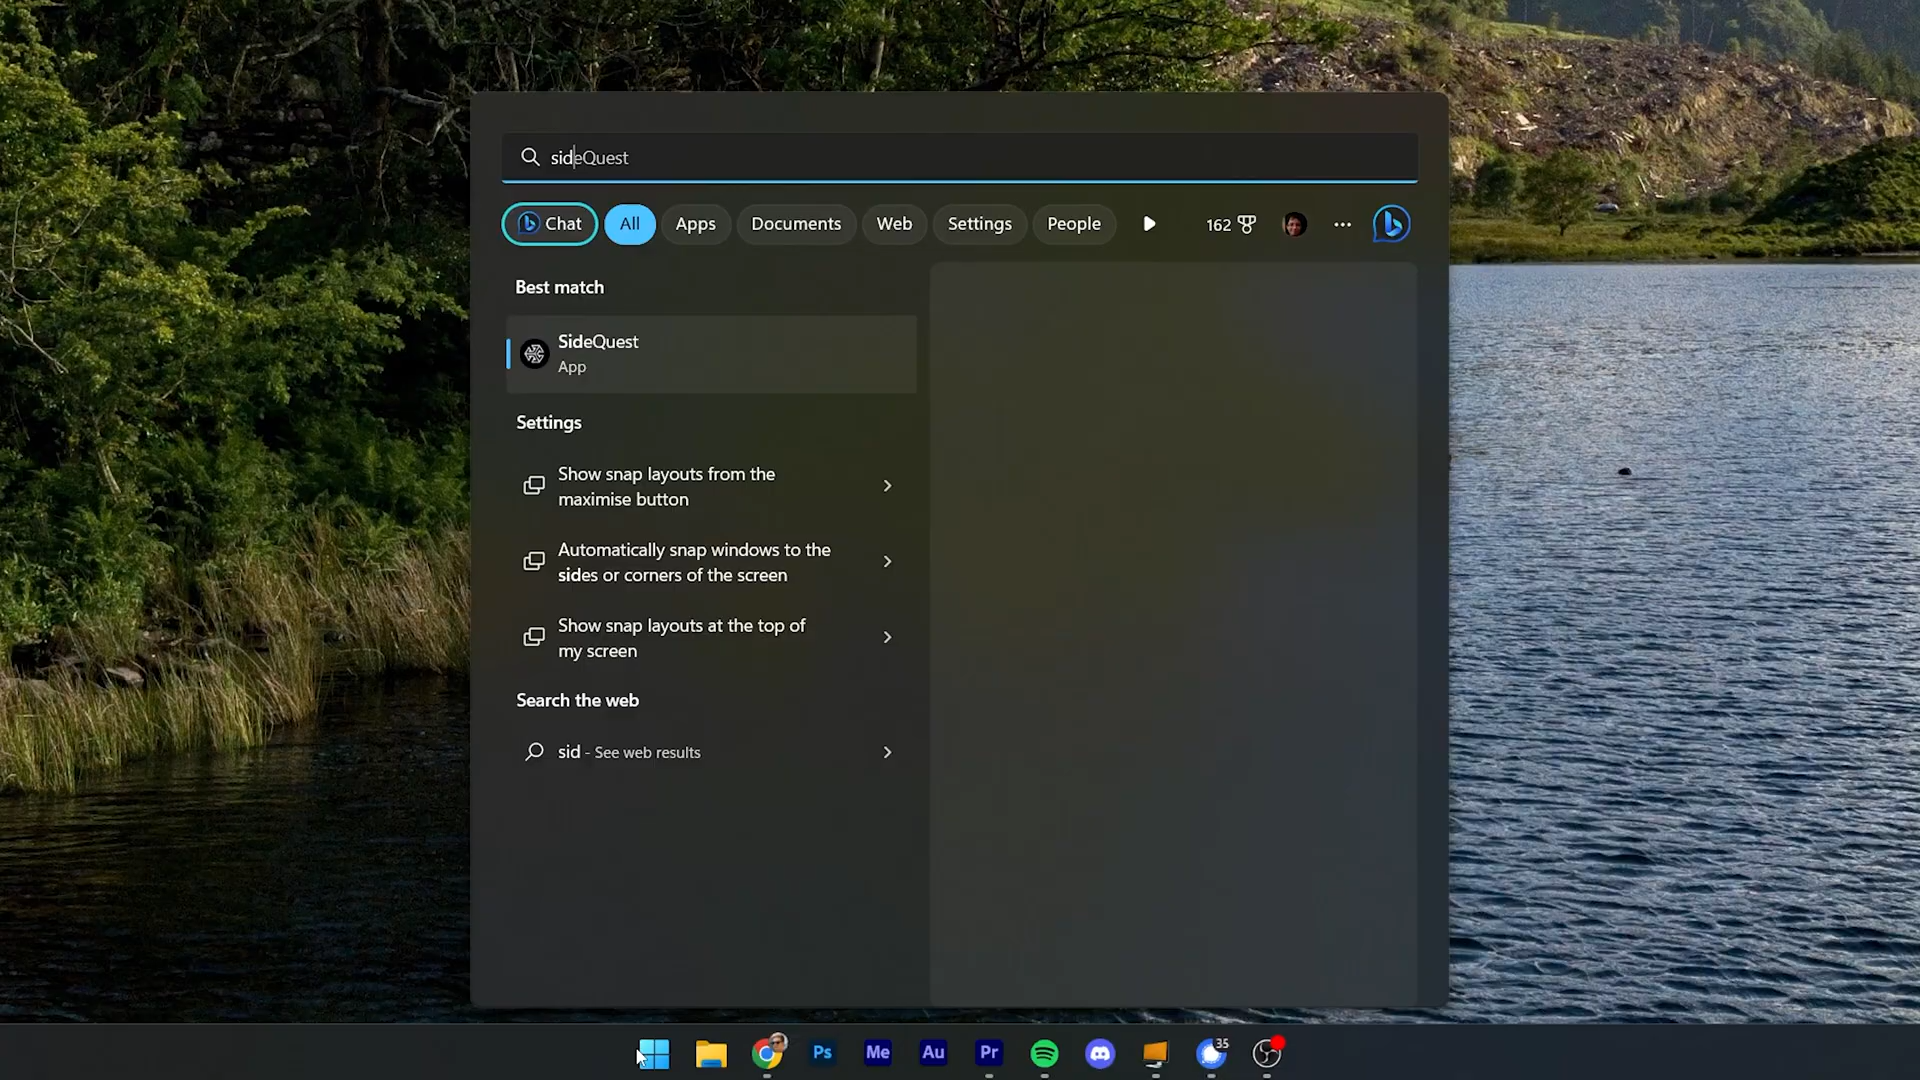 sideQuest
Chat All Apps Documents Web Settings People 162
Best match
SideQuest
App
Settings
Show snap layouts from the
maximise button
Automatically snap windows to the
sides or corners of the screen
Show snap layouts at the top of
my screen
Search the web
sid - See web results
Ps Me Au Pr 35